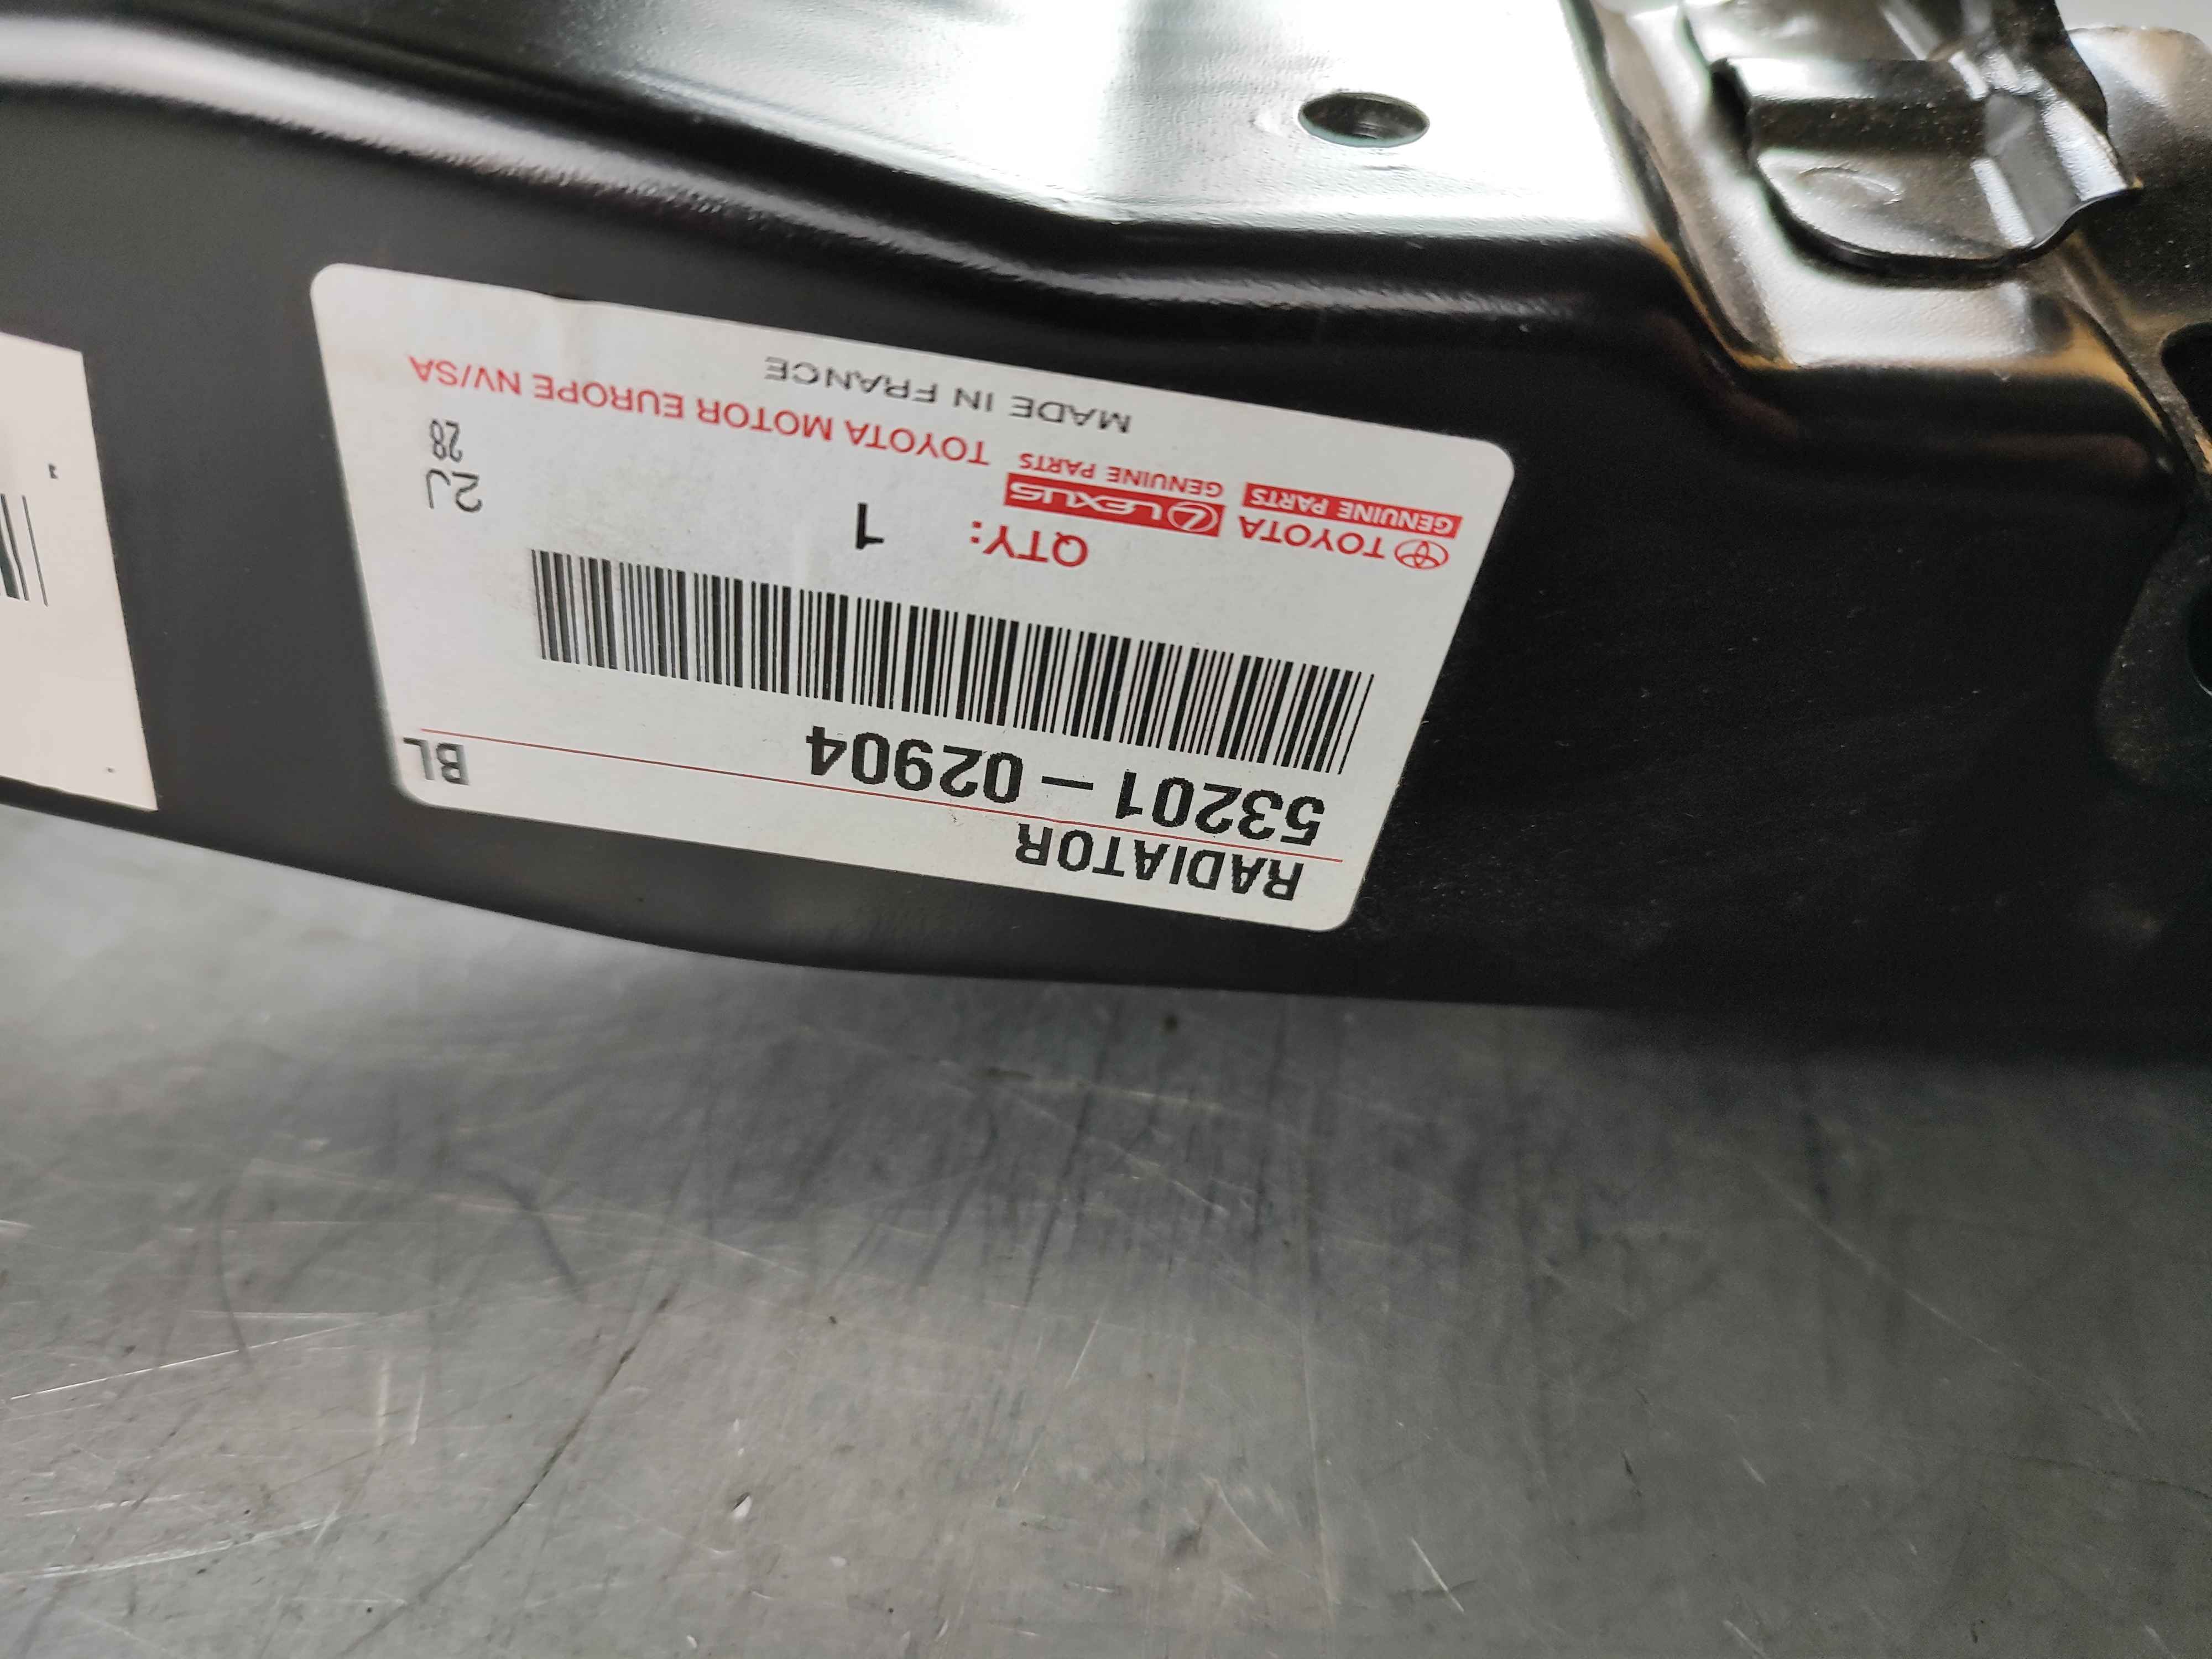 RADIATOR
53201-02904
BL
QTY: 1
2J
28
TOYOTA
GENUINE PARTS
LEXUS
GENUINE PARTS
TOYOTA MOTOR EUROPE NV/SA
MADE IN FRANCE